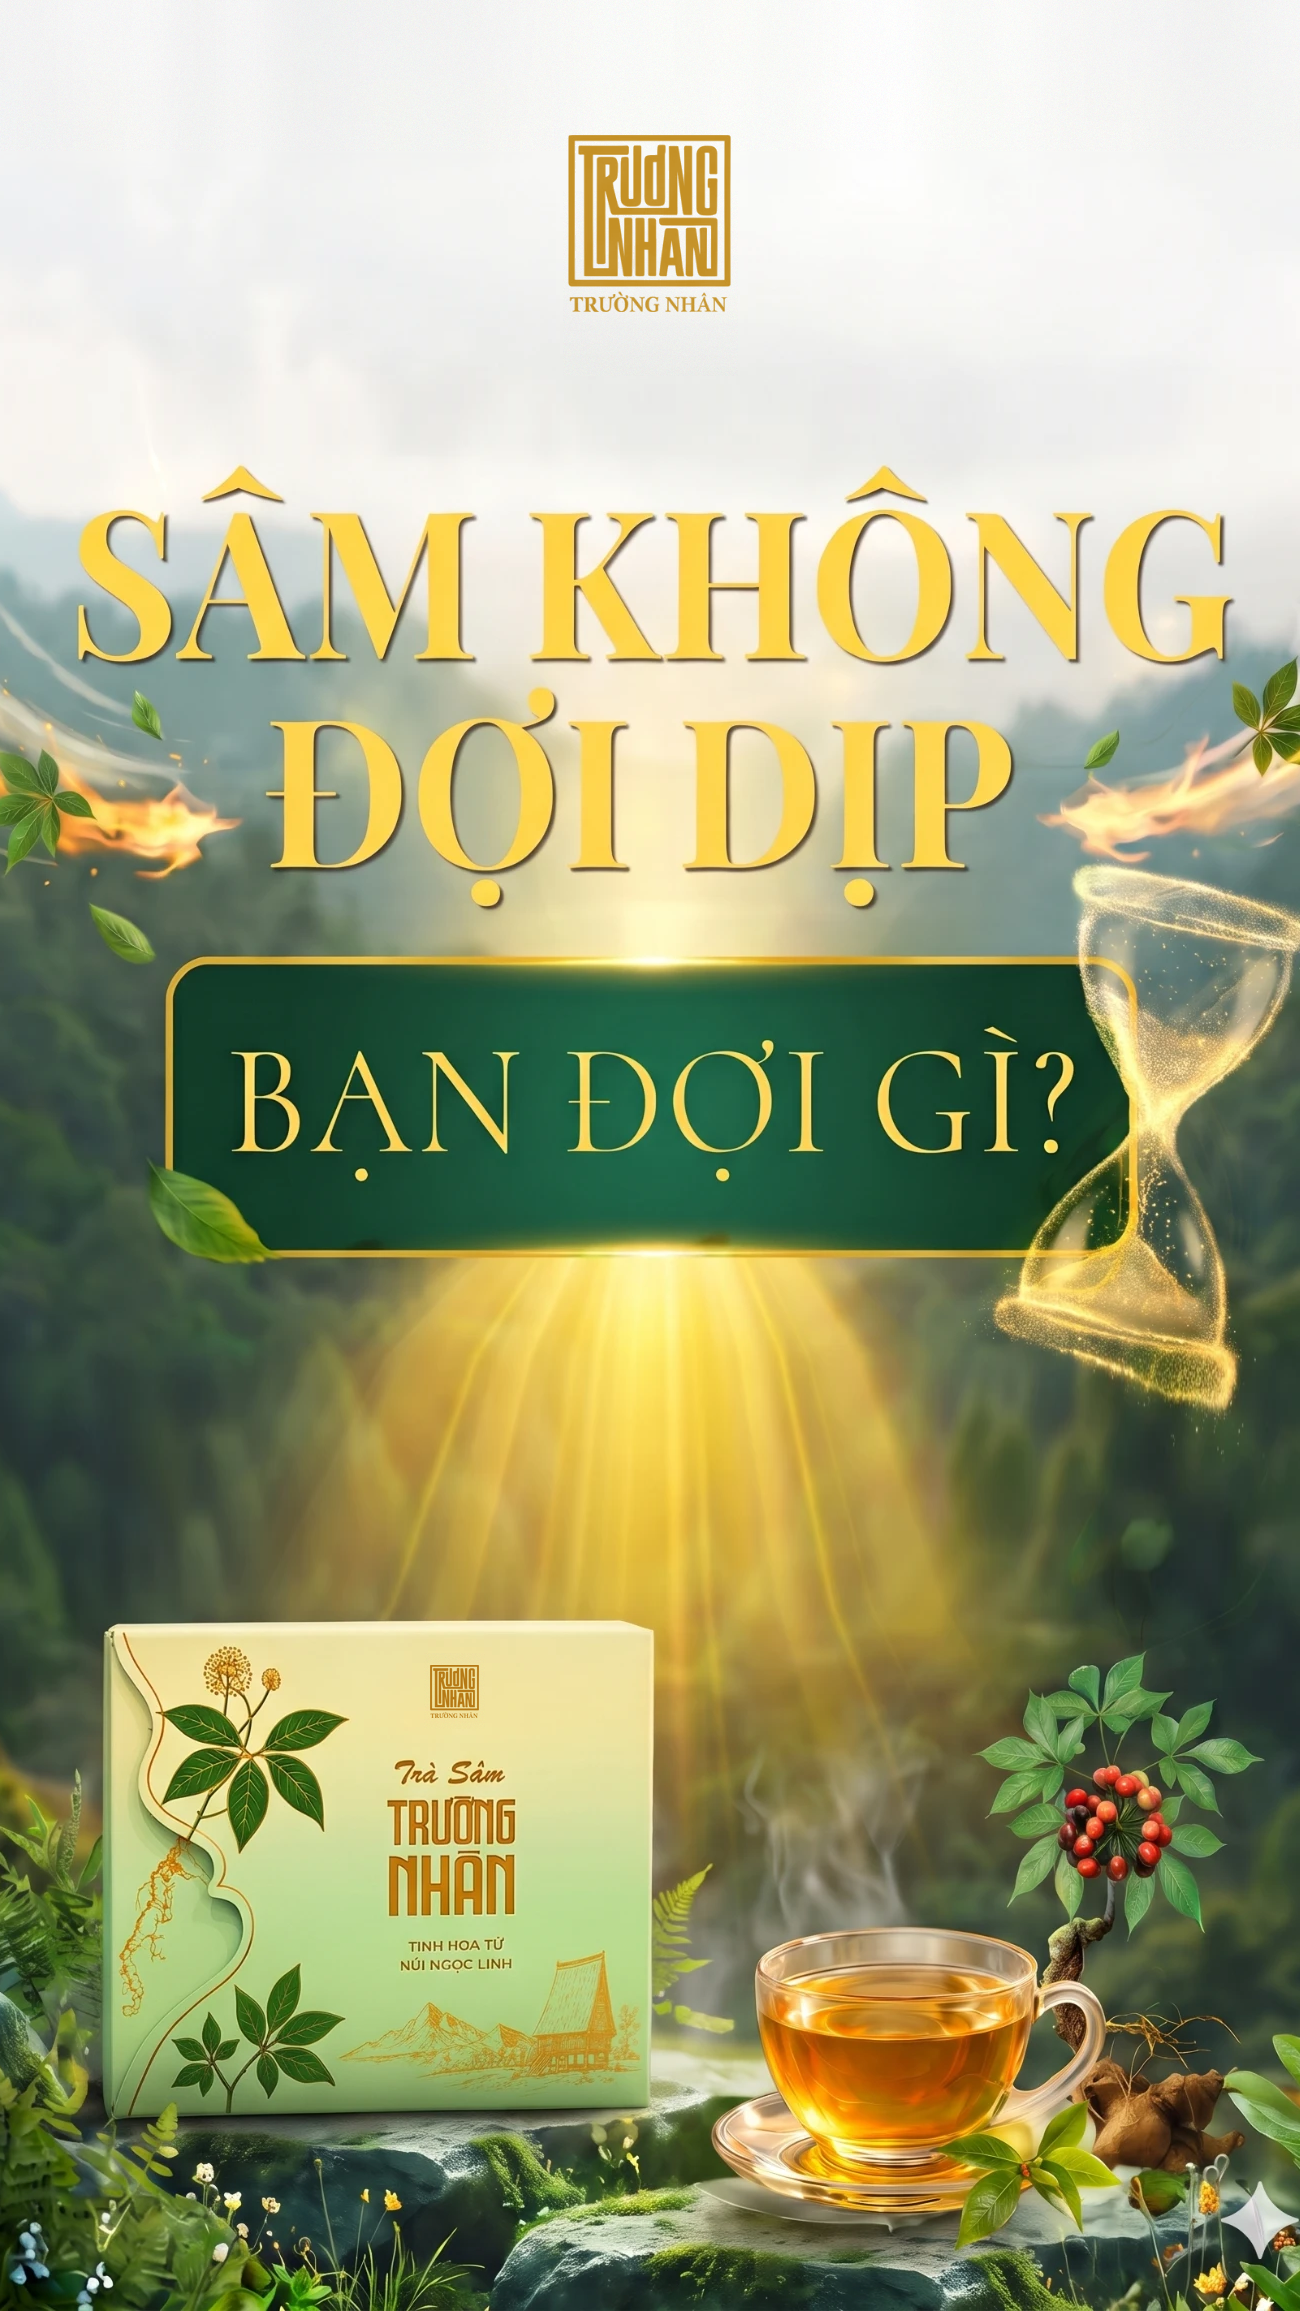 TRƯỜNG NHÂN
TRƯỜNG NHÂN
SÂM KHÔNG
ĐỢI DỊP
BẠN ĐỢI GÌ?
TRƯỜNG NHÂN
TRƯỜNG NHÂN
Trà Sâm
TRƯỜNG
NHÂN
TINH HOA TỪ
NÚI NGỌC LINH